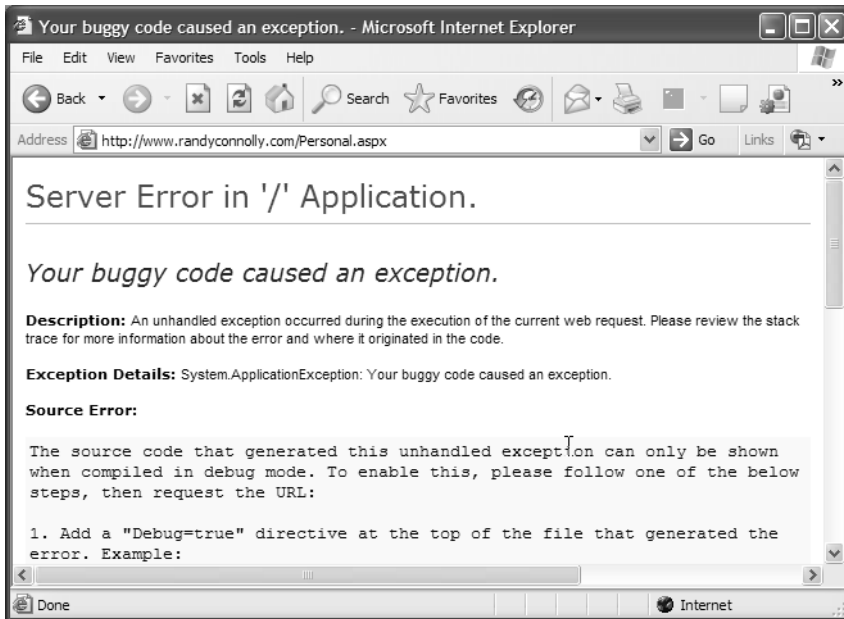 Your buggy code caused an exception. - Microsoft Internet Explorer
File Edit View Favorites Tools Help
Back Search Favorites »
Address http://www.randyconnolly.com/Personal.aspx Go Links
Server Error in '/' Application.
Your buggy code caused an exception.
Description: An unhandled exception occurred during the execution of the current web request. Please review the stack
trace for more information about the error and where it originated in the code.
Exception Details: System.ApplicationException: Your buggy code caused an exception.
Source Error:
The source code that generated this unhandled exception can only be shown
when compiled in debug mode. To enable this, please follow one of the below
steps, then request the URL:
1. Add a "Debug=true" directive at the top of the file that generated the
error. Example:
Done Internet